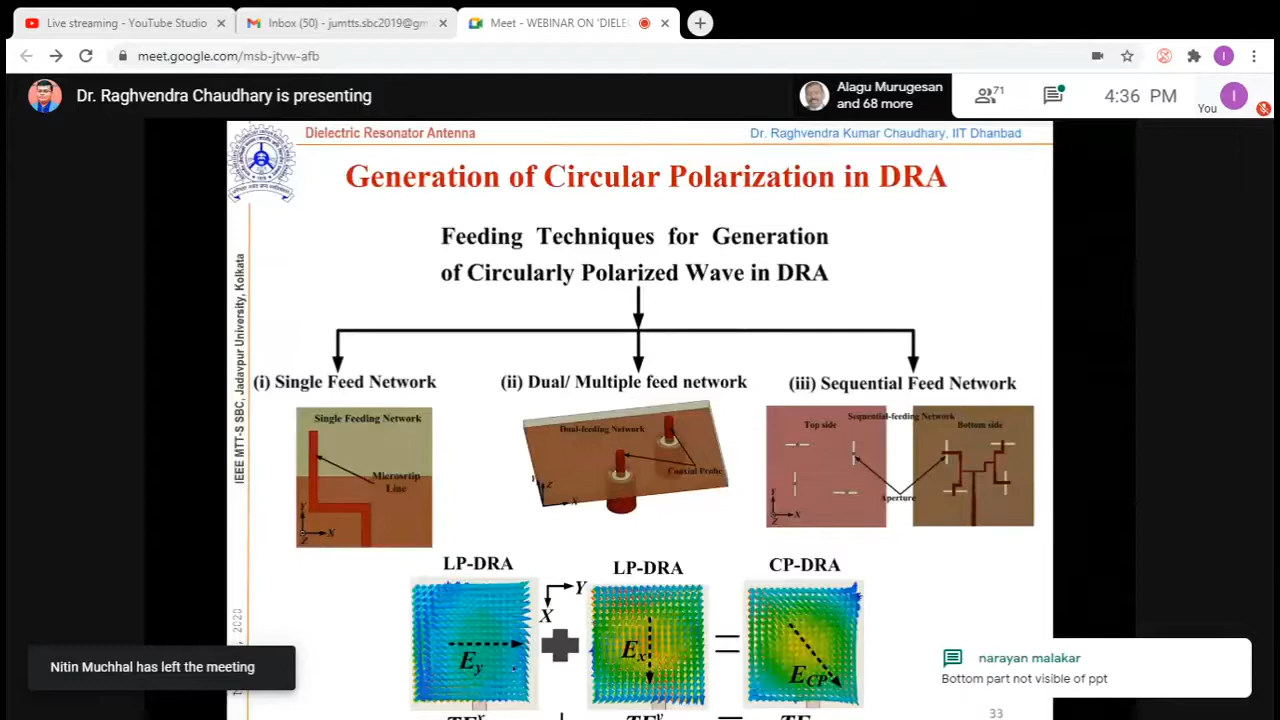 Live streaming - YouTube Studio
Inbox (50) - jumtts.sbc2019@gm
Meet - WEBINAR ON 'DIELE
meet.google.com/msb-jtvw-afb
I
Dr. Raghvendra Chaudhary is presenting
Alagu Murugesan
and 68 more
71
4:36 PM
You
I
Dielectric Resonator Antenna
Dr. Raghvendra Kumar Chaudhary, IIT Dhanbad
Generation of Circular Polarization in DRA
Feeding Techniques for Generation
of Circularly Polarized Wave in DRA
IEEE MTT-S SBC, Jadavpur University, Kolkata
(i) Single Feed Network
(ii) Dual/ Multiple feed network
(iii) Sequential Feed Network
Single Feeding Network
Microsctip
Line
Y
X
Z
Dual-feeding Network
Coaxial Probe
Y
Z
X
Sequential-feeding Network
Top side
Bottom side
Aperture
Y
X
Z
LP-DRA
LP-DRA
CP-DRA
Y
X
Ey
Ex
ECP
2020
33
Nitin Muchhal has left the meeting
narayan malakar
Bottom part not visible of ppt